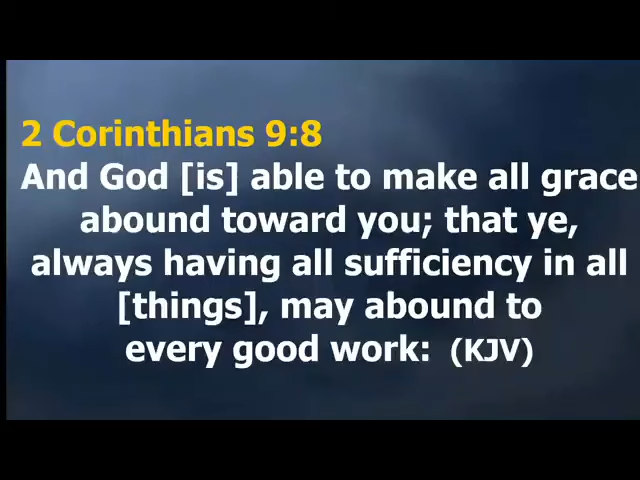 2 Corinthians 9:8
And God [is] able to make all grace
abound toward you; that ye,
always having all sufficiency in all
[things], may abound to
every good work: (KJV)